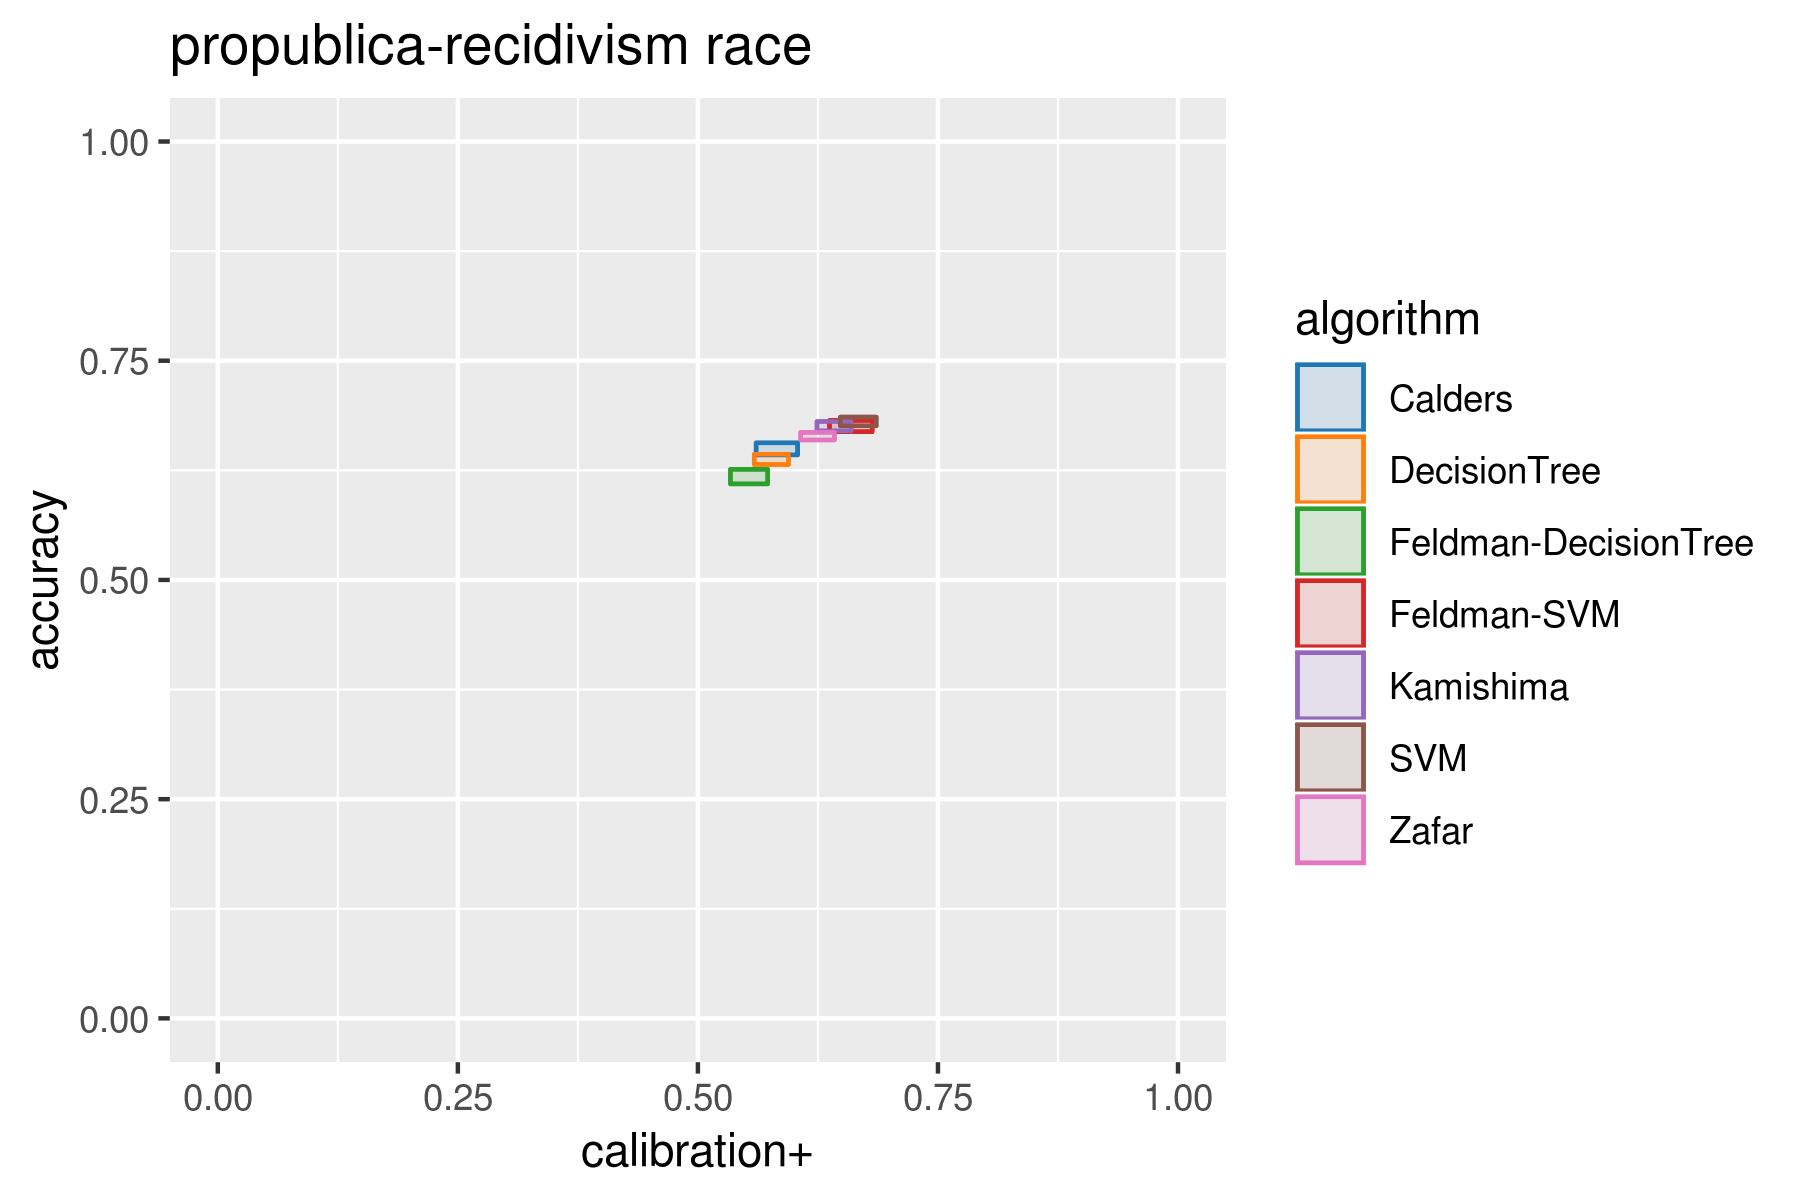 propublica-recidivism race
1.00
0.75
0.50
0.25
0.00
accuracy
0.00
0.25
0.50
0.75
1.00
calibration+
algorithm
Calders
DecisionTree
Feldman-DecisionTree
Feldman-SVM
Kamishima
SVM
Zafar